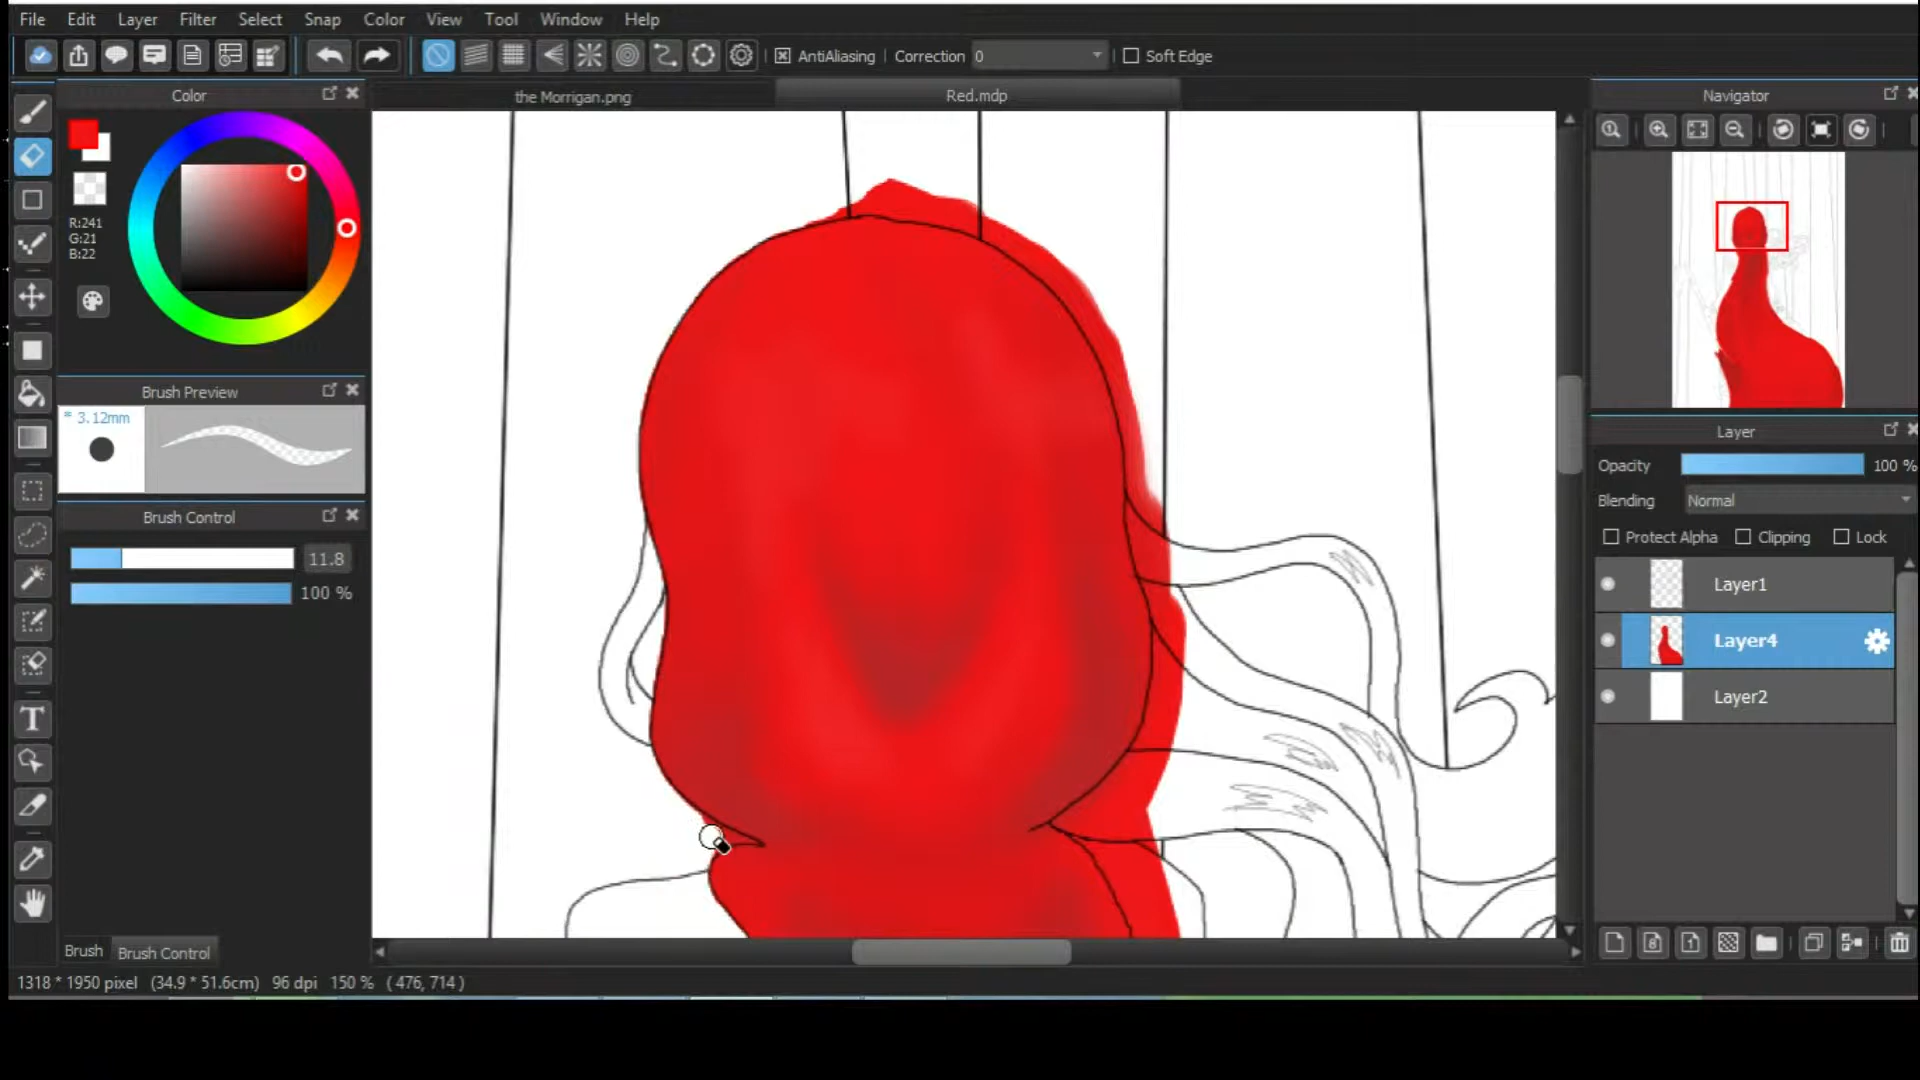 File Edit Layer Filter Select Snap Color View Tool Window Help
AntiAliasing Correction 0 Soft Edge
Color
the Morrigan.png
Red.mdp
Navigator
R:241
G:21
B:22
Brush Preview
* 3.12mm
Brush Control
11.8
100 %
Layer
Opacity 100 %
Blending Normal
Protect Alpha Clipping Lock
Layer1
Layer4
Layer2
Brush Brush Control
1318 * 1950 pixel (34.9 * 51.6cm) 96 dpi 150 % ( 476, 714 )